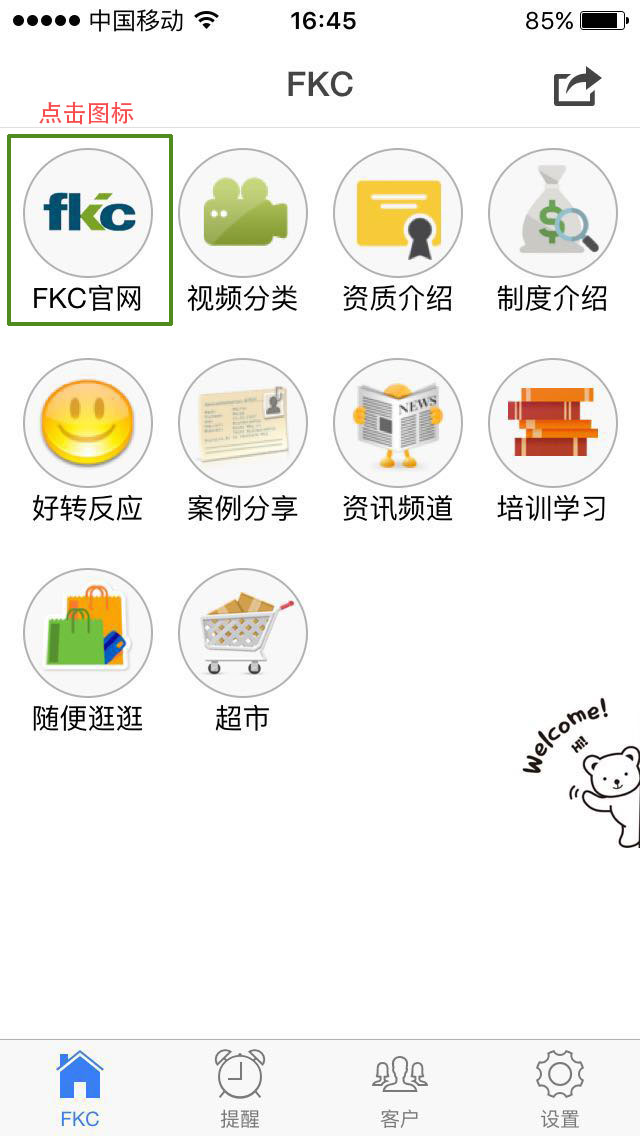 中国移动 16:45 85%
FKC
点击图标
fkc
FKC官网 视频分类 资质介绍 制度介绍
NEWS
好转反应 案例分享 资讯频道 培训学习
随便逛逛 超市
Welcome!
Hi!
FKC 提醒 客户 设置